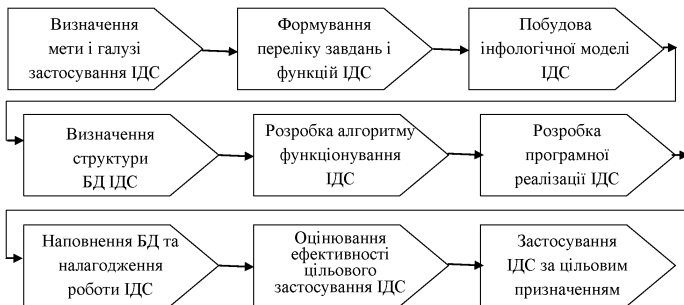 Визначення
мети і галузі
застосування ІДС
Формування
переліку завдань і
функцій ІДС
Побудова
інфологічної моделі
ІДС
Визначення
структури
БД ІДС
Розробка алгоритму
функціонування
ІДС
Розробка
програмної
реалізації ІДС
Наповнення БД та
налагодження
роботи ІДС
Оцінювання
ефективності
цільового
застосування ІДС
Застосування
ІДС за цільовим
призначенням